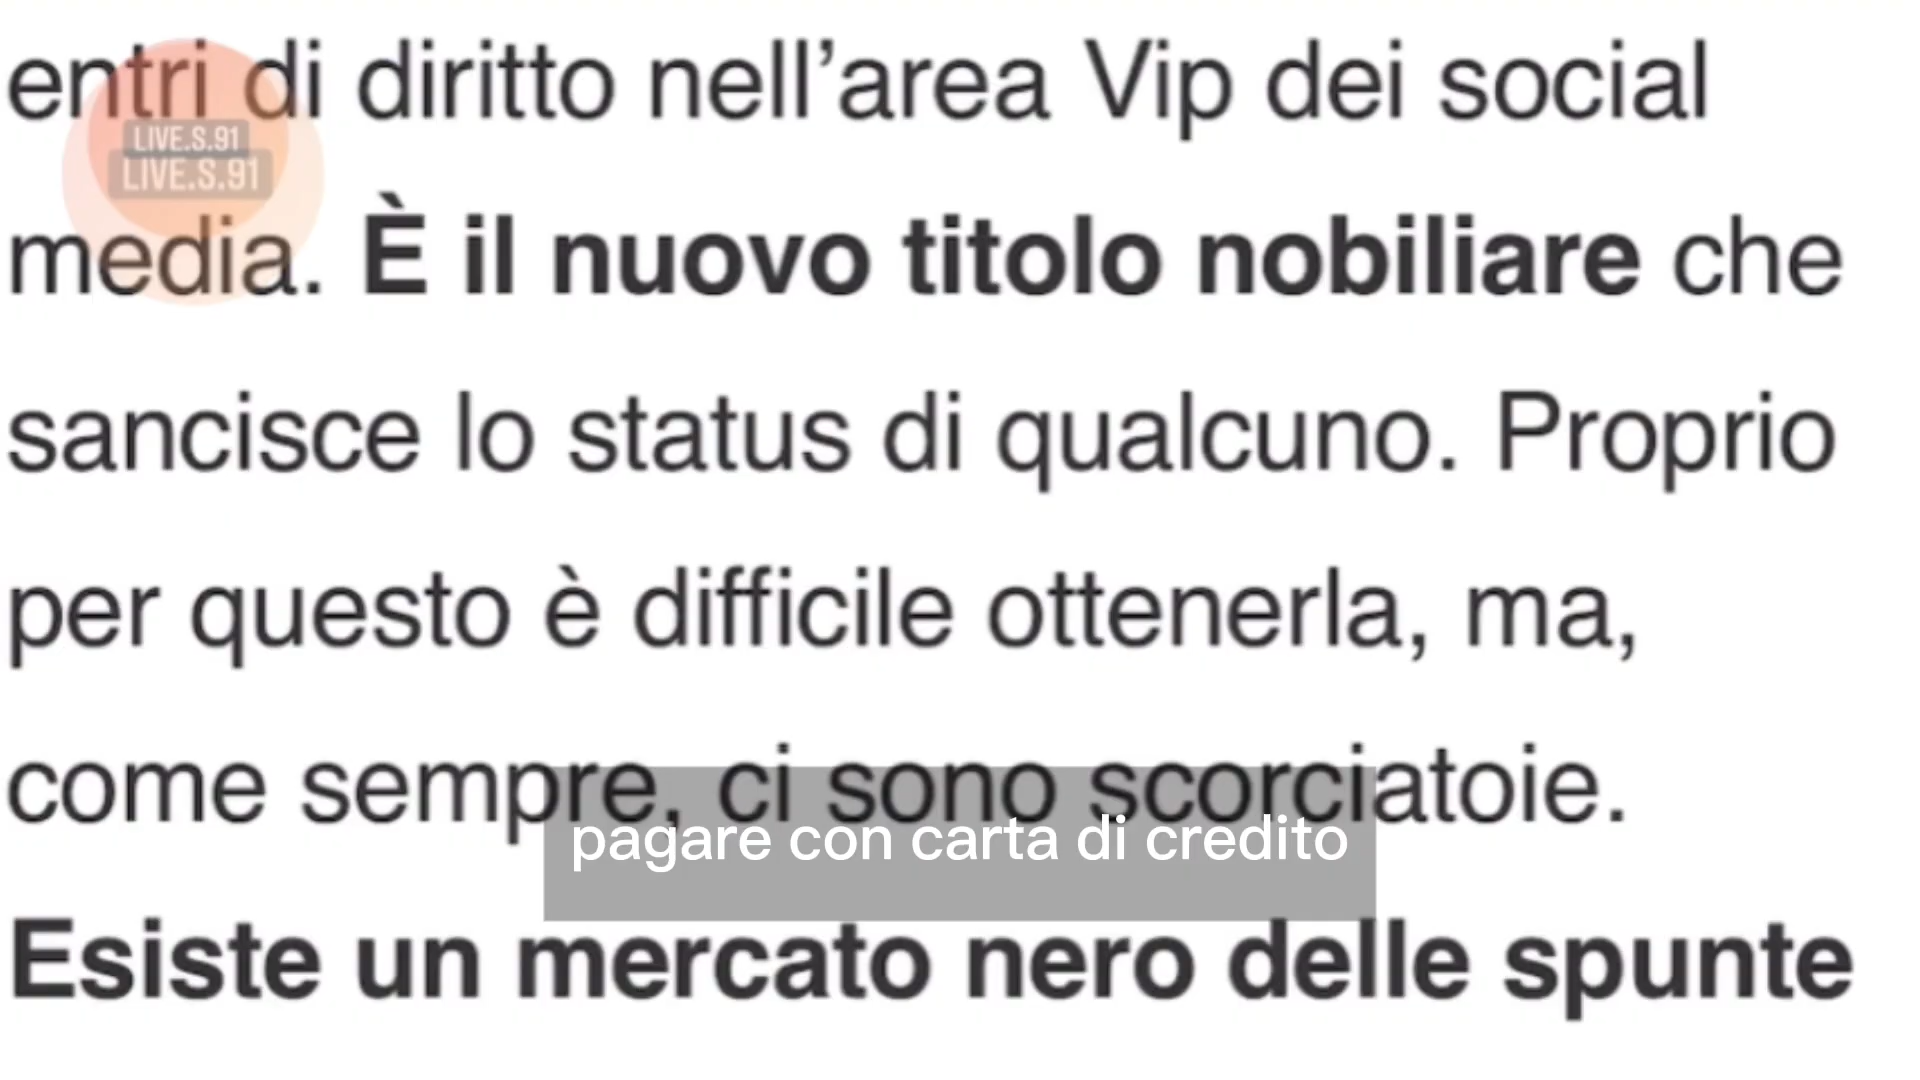 entri di diritto nell’area Vip dei social
LIVE.S.91
LIVE.S.91
media. È il nuovo titolo nobiliare che
sancisce lo status di qualcuno. Proprio
per questo è difficile ottenerla, ma,
come sempre, ci sono scorciatoie.
pagare con carta di credito
Esiste un mercato nero delle spunte